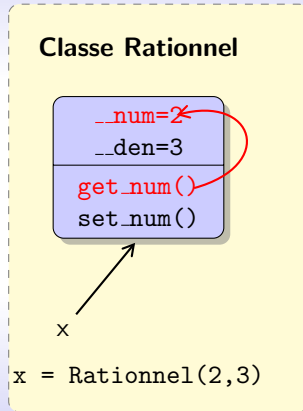 Classe Rationnel
__num=2
__den=3
get_num()
set_num()
x
x = Rationnel(2,3)